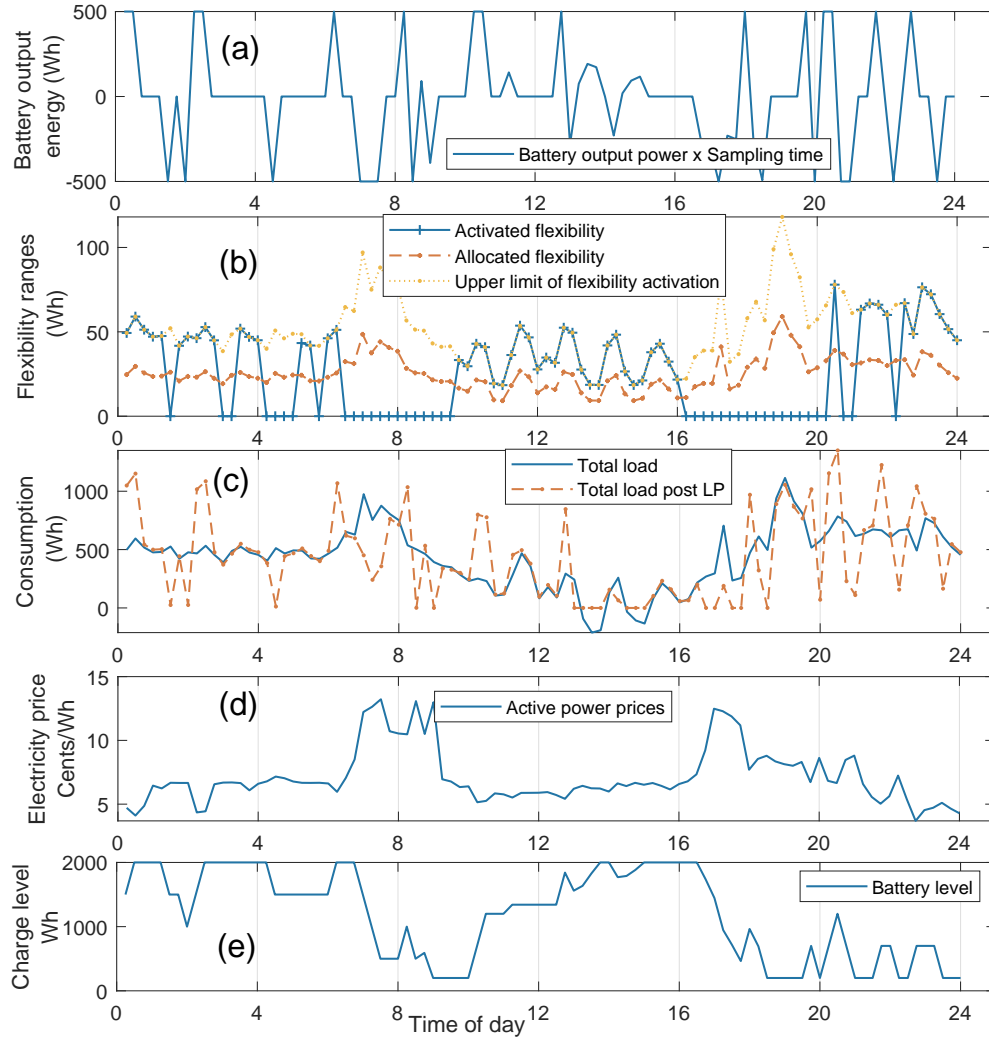 500
0
-500
Battery output
energy (Wh)
(a)
Battery output power x Sampling time
0 4 8 12 16 20 24
100
50
0
Flexibility ranges
(Wh)
(b)
Activated flexibility
Allocated flexibility
Upper limit of flexibility activation
0 4 8 12 16 20 24
1000
500
0
Consumption
(Wh)
(c)
Total load
Total load post LP
0 4 8 12 16 20 24
15
10
5
Electricity price
Cents/Wh
(d)
Active power prices
0 4 8 12 16 20 24
2000
1000
0
Charge level
Wh
(e)
Battery level
0 4 8 12 16 20 24
Time of day